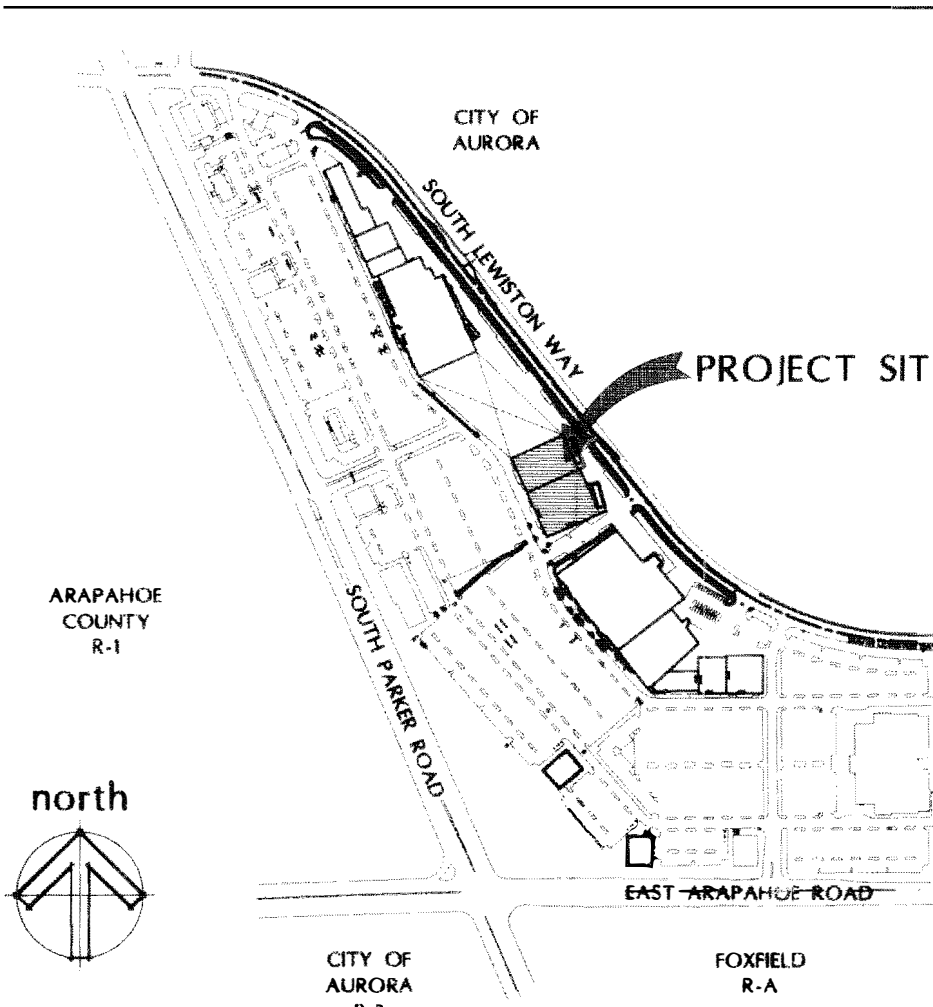 CITY OF
AURORA
SOUTH LEWISTON WAY
PROJECT SIT
ARAPAHOE
COUNTY
R-1
SOUTH PARKER ROAD
north
EAST ARAPAHOE ROAD
CITY OF
AURORA
FOXFIELD
R-A